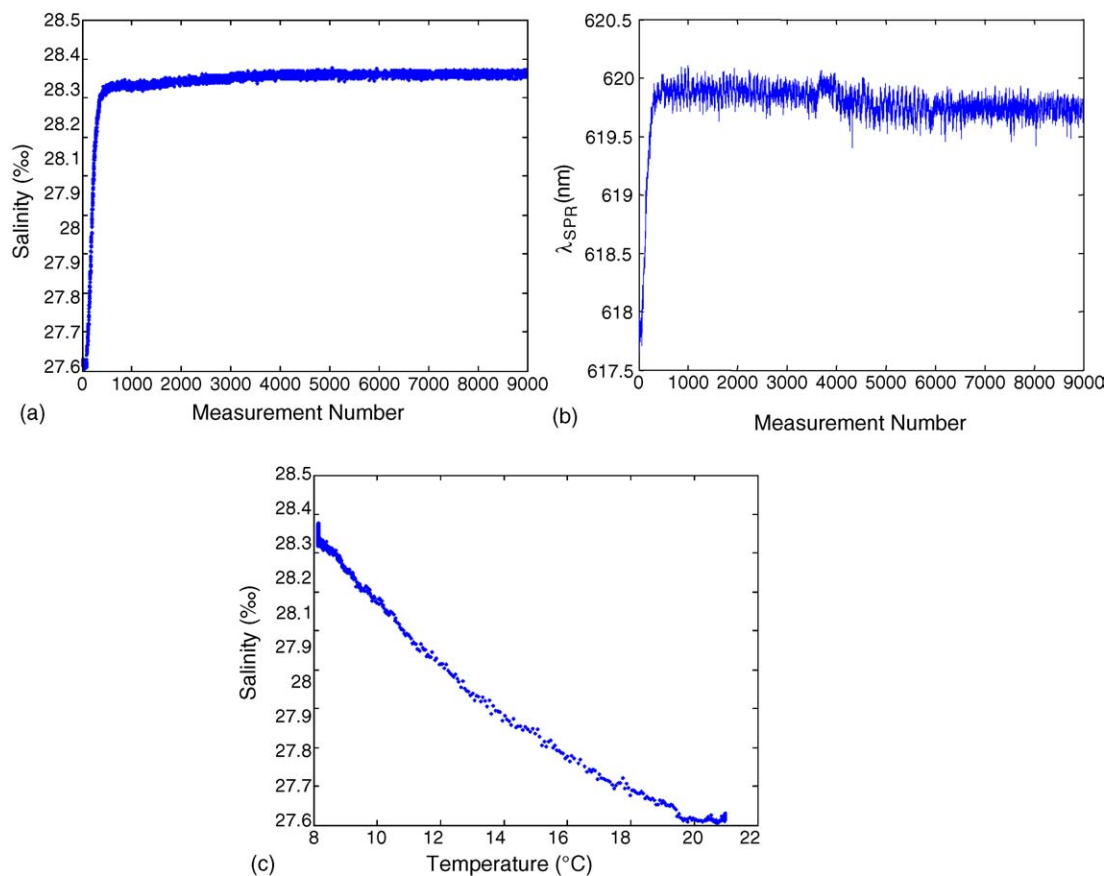 28.5
28.4
28.3
28.2
28.1
27.9
28
27.9
27.8
27.7
27.6
Salinity (‰)
0 1000 2000 3000 4000 5000 6000 7000 8000 9000
Measurement Number
(a)
620.5
620
619.5
619
618.5
618
617.5
λSPR(nm)
0 1000 2000 3000 4000 5000 6000 7000 8000 9000
Measurement Number
(b)
28.5
28.4
28.3
28.2
28.1
27.9
28
27.9
27.8
27.7
27.6
Salinity (‰)
8 10 12 14 16 18 20 22
Temperature (°C)
(c)